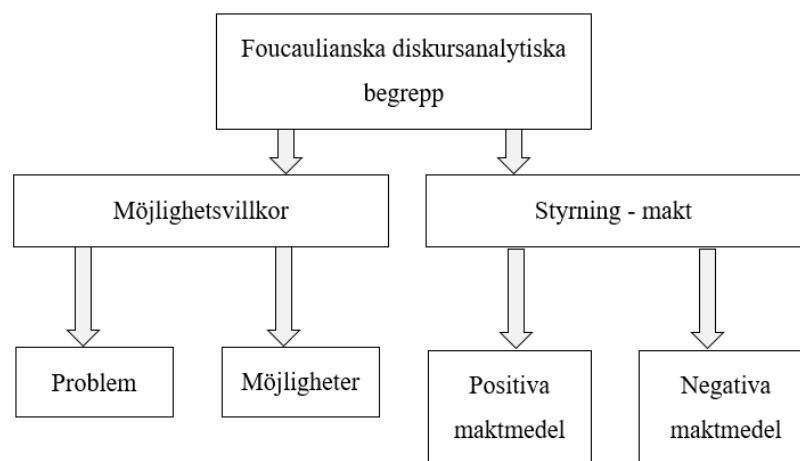 Foucaulianska diskursanalytiska
begrepp
Möjlighetsvillkor
Styrning - makt
Problem
Möjligheter
Positiva
maktmedel
Negativa
maktmedel